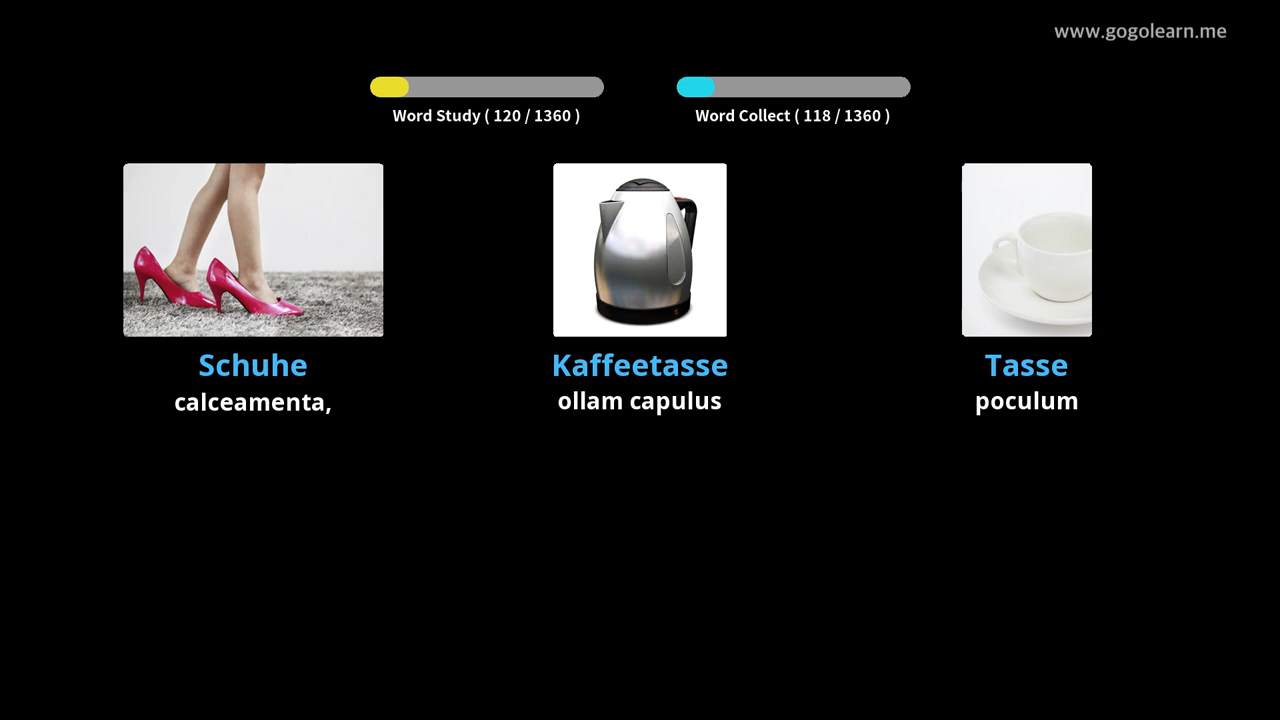 www.gogolearn.me
Word Study ( 120 / 1360 )
Word Collect ( 118 / 1360 )
Schuhe
calceamenta,
Kaffeetasse
ollam capulus
Tasse
poculum